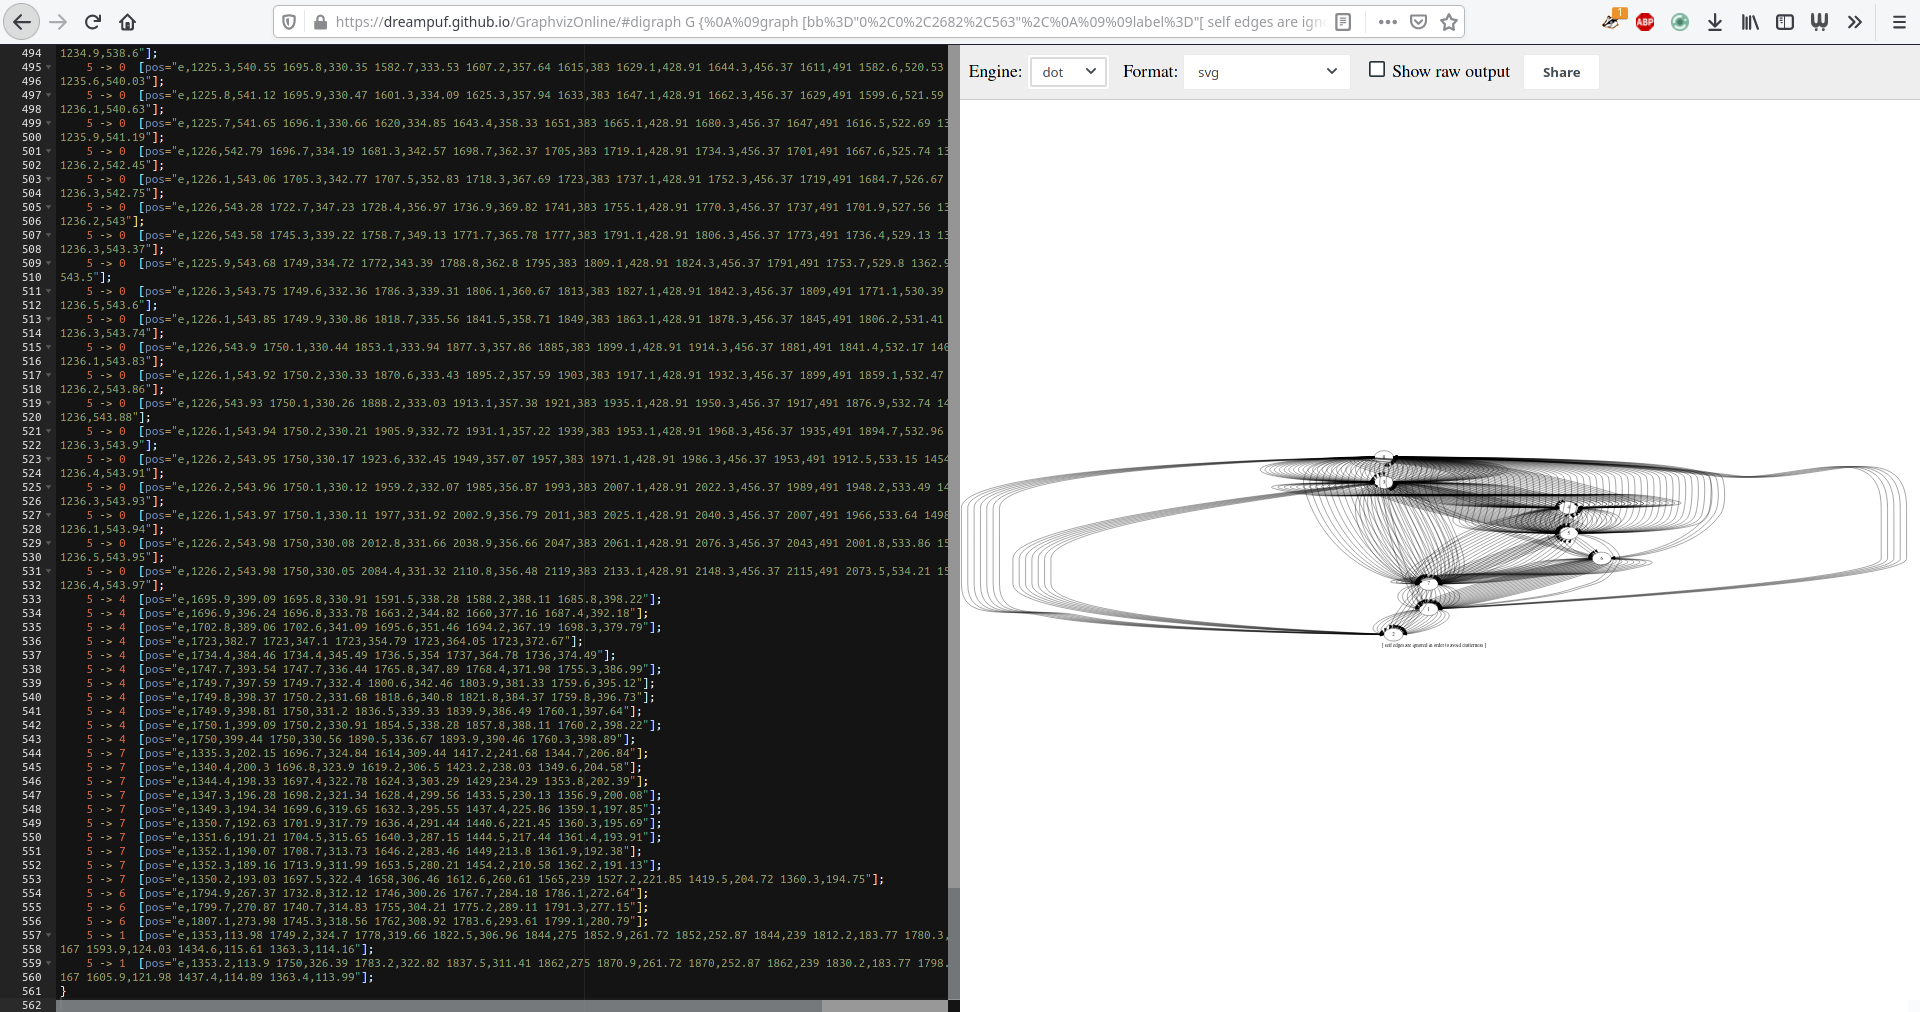 https://dreampuf.github.io/GraphvizOnline/#digraph G {%0A%09graph [bb%3D"0%2C0%2C2682%2C563"%2C%0A%09%09label%3D"[ self edges are ign
1
ABP
Engine: dot Format: svg Show raw output Share
494 1234.9,538.6"];
495 5 -> 0 [pos="e,1225.3,540.55 1695.8,330.35 1582.7,333.53 1607.2,357.64 1615,383 1629.1,428.91 1644.3,456.37 1611,491 1582.6,520.53
496 1235.6,540.03"];
497 5 -> 0 [pos="e,1225.8,541.12 1695.9,330.47 1601.3,334.09 1625.3,357.94 1633,383 1647.1,428.91 1662.3,456.37 1629,491 1599.6,521.59
498 1236.1,540.63"];
499 5 -> 0 [pos="e,1225.7,541.65 1696.1,330.66 1620,334.85 1643.4,358.33 1651,383 1665.1,428.91 1680.3,456.37 1647,491 1616.5,522.69 13
500 1235.9,541.19"];
501 5 -> 0 [pos="e,1226,542.79 1696.7,334.19 1681.3,342.57 1698.7,362.37 1705,383 1719.1,428.91 1734.3,456.37 1701,491 1667.6,525.74 13
502 1236.2,542.45"];
503 5 -> 0 [pos="e,1226.1,543.06 1705.3,342.77 1707.5,352.83 1718.3,367.69 1723,383 1737.1,428.91 1752.3,456.37 1719,491 1684.7,526.67
504 1236.3,542.75"];
505 5 -> 0 [pos="e,1226,543.28 1722.7,347.23 1728.4,356.97 1736.9,369.82 1741,383 1755.1,428.91 1770.3,456.37 1737,491 1701.9,527.56 13
506 1236.2,543"];
507 5 -> 0 [pos="e,1226,543.58 1745.3,339.22 1758.7,349.13 1771.7,365.78 1777,383 1791.1,428.91 1806.3,456.37 1773,491 1736.4,529.13 13
508 1236.3,543.37"];
509 5 -> 0 [pos="e,1225.9,543.68 1749,334.72 1772,343.39 1788.8,362.8 1795,383 1809.1,428.91 1824.3,456.37 1791,491 1753.7,529.8 1362.9
510 543.5"];
511 5 -> 0 [pos="e,1226.3,543.75 1749.6,332.36 1786.3,339.31 1806.1,360.67 1813,383 1827.1,428.91 1842.3,456.37 1809,491 1771.1,530.39
512 1236.5,543.6"];
513 5 -> 0 [pos="e,1226.1,543.85 1749.9,330.86 1818.7,335.56 1841.5,358.71 1849,383 1863.1,428.91 1878.3,456.37 1845,491 1806.2,531.41
514 1236.3,543.74"];
515 5 -> 0 [pos="e,1226,543.9 1750.1,330.44 1853.1,333.94 1877.3,357.86 1885,383 1899.1,428.91 1914.3,456.37 1881,491 1841.4,532.17 140
516 1236.1,543.83"];
517 5 -> 0 [pos="e,1226.1,543.92 1750.2,330.33 1870.6,333.43 1895.2,357.59 1903,383 1917.1,428.91 1932.3,456.37 1899,491 1859.1,532.47
518 1236.2,543.86"];
519 5 -> 0 [pos="e,1226,543.93 1750.1,330.26 1888.2,333.03 1913.1,357.38 1921,383 1935.1,428.91 1950.3,456.37 1917,491 1876.9,532.74 14
520 1236,543.88"];
521 5 -> 0 [pos="e,1226.1,543.94 1750.2,330.21 1905.9,332.72 1931.1,357.22 1939,383 1953.1,428.91 1968.3,456.37 1935,491 1894.7,532.96
522 1236.3,543.9"];
523 5 -> 0 [pos="e,1226.2,543.95 1750,330.17 1923.6,332.45 1949,357.07 1957,383 1971.1,428.91 1986.3,456.37 1953,491 1912.5,533.15 1454
524 1236.4,543.91"];
525 5 -> 0 [pos="e,1226.2,543.96 1750.1,330.12 1959.2,332.07 1985,356.87 1993,383 2007.1,428.91 2022.3,456.37 1989,491 1948.2,533.49 14
526 1236.3,543.93"];
527 5 -> 0 [pos="e,1226.1,543.97 1750.1,330.11 1977,331.92 2002.9,356.79 2011,383 2025.1,428.91 2040.3,456.37 2007,491 1966,533.64 1498
528 1236.1,543.94"];
529 5 -> 0 [pos="e,1226.2,543.98 1750,330.08 2012.8,331.66 2038.9,356.66 2047,383 2061.1,428.91 2076.3,456.37 2043,491 2001.8,533.86 15
530 1236.5,543.95"];
531 5 -> 0 [pos="e,1226.2,543.98 1750,330.05 2084.4,331.32 2110.8,356.48 2119,383 2133.1,428.91 2148.3,456.37 2115,491 2073.5,534.21 15
532 1236.4,543.97"];
533 5 -> 4 [pos="e,1695.9,399.09 1695.8,330.91 1591.5,338.28 1588.2,388.11 1685.8,398.22"];
534 5 -> 4 [pos="e,1696.9,396.24 1696.8,333.78 1663.2,344.82 1660,377.16 1687.4,392.18"];
535 5 -> 4 [pos="e,1702.8,389.06 1702.6,341.09 1695.6,351.46 1694.2,367.19 1698.3,379.79"];
536 5 -> 4 [pos="e,1723,382.7 1723,347.1 1723,354.79 1723,364.05 1723,372.67"];
537 5 -> 4 [pos="e,1734.4,384.46 1734.4,345.49 1736.5,354 1737,364.78 1736,374.49"];
538 5 -> 4 [pos="e,1747.7,393.54 1747.7,336.44 1765.8,347.89 1768.4,371.98 1755.3,386.99"];
539 5 -> 4 [pos="e,1749.7,397.59 1749.7,332.4 1800.6,342.46 1803.9,381.33 1759.6,395.12"];
540 5 -> 4 [pos="e,1749.8,398.37 1750.2,331.68 1818.6,340.8 1821.8,384.37 1759.8,396.73"];
541 5 -> 4 [pos="e,1749.9,398.81 1750,331.2 1836.5,339.33 1839.9,386.49 1760.1,397.64"];
542 5 -> 4 [pos="e,1750.1,399.09 1750.2,330.91 1854.5,338.28 1857.8,388.11 1760.2,398.22"];
543 5 -> 4 [pos="e,1750,399.44 1750,330.56 1890.5,336.67 1893.9,390.46 1760.3,398.89"];
544 5 -> 7 [pos="e,1335.3,202.15 1696.7,324.84 1614,309.44 1417.2,241.68 1344.7,206.84"];
545 5 -> 7 [pos="e,1340.4,200.3 1696.8,323.9 1619.2,306.5 1423.2,238.03 1349.6,204.58"];
546 5 -> 7 [pos="e,1344.4,198.33 1697.4,322.78 1624.3,303.29 1429,234.29 1353.8,202.39"];
547 5 -> 7 [pos="e,1347.3,196.28 1698.2,321.34 1628.4,299.56 1433.5,230.13 1356.9,200.08"];
548 5 -> 7 [pos="e,1349.3,194.34 1699.6,319.65 1632.3,295.55 1437.4,225.86 1359.1,197.85"];
549 5 -> 7 [pos="e,1350.7,192.63 1701.9,317.79 1636.4,291.44 1440.6,221.45 1360.3,195.69"];
550 5 -> 7 [pos="e,1351.6,191.21 1704.5,315.65 1640.3,287.15 1444.5,217.44 1361.4,193.91"];
551 5 -> 7 [pos="e,1352.1,190.07 1708.7,313.73 1646.2,283.46 1449,213.8 1361.9,192.38"];
552 5 -> 7 [pos="e,1352.3,189.16 1713.9,311.99 1653.5,280.21 1454.2,210.58 1362.2,191.13"];
553 5 -> 7 [pos="e,1350.2,193.03 1697.5,322.4 1658,306.46 1612.6,260.61 1565,239 1527.2,221.85 1419.5,204.72 1360.3,194.75"];
554 5 -> 6 [pos="e,1794.9,267.37 1732.8,312.12 1746,300.26 1767.7,284.18 1786.1,272.64"];
555 5 -> 6 [pos="e,1799.7,270.87 1740.7,314.83 1755,304.21 1775.2,289.11 1791.3,277.15"];
556 5 -> 6 [pos="e,1807.1,273.98 1745.3,318.56 1762,308.92 1783.6,293.61 1799.1,280.79"];
557 5 -> 1 [pos="e,1353,113.98 1749.2,324.7 1778,319.66 1822.5,306.96 1844,275 1852.9,261.72 1852,252.87 1844,239 1812.2,183.77 1780.3,
558 167 1593.9,124.03 1434.6,115.61 1363.3,114.16"];
559 5 -> 1 [pos="e,1353.2,113.9 1750,326.39 1783.2,322.82 1837.5,311.41 1862,275 1870.9,261.72 1870,252.87 1862,239 1830.2,183.77 1798.
560 167 1605.9,121.98 1437.4,114.89 1363.4,113.99"];
561 }
562
[ self edges are ignored in order to avoid clutterness ]